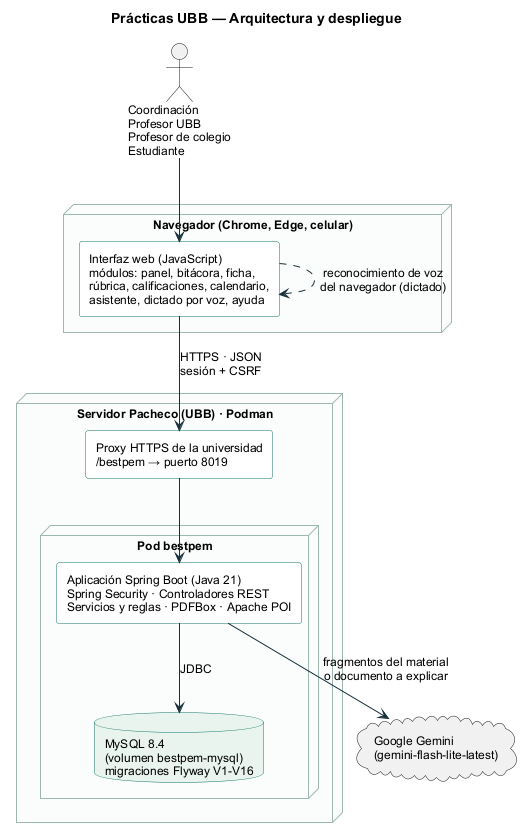 Prácticas UBB — Arquitectura y despliegue
Coordinación
Profesor UBB
Profesor de colegio
Estudiante
Navegador (Chrome, Edge, celular)
Interfaz web (JavaScript)
módulos: panel, bitácora, ficha,
rúbrica, calificaciones, calendario,
asistente, dictado por voz, ayuda
reconocimiento de voz
del navegador (dictado)
HTTPS · JSON
sesión + CSRF
Servidor Pacheco (UBB) · Podman
Proxy HTTPS de la universidad
/bestpem → puerto 8019
Pod bestpem
Aplicación Spring Boot (Java 21)
Spring Security · Controladores REST
Servicios y reglas · PDFBox · Apache POI
JDBC
fragmentos del material
o documento a explicar
MySQL 8.4
(volumen bestpem-mysql)
migraciones Flyway V1-V16
Google Gemini
(gemini-flash-lite-latest)